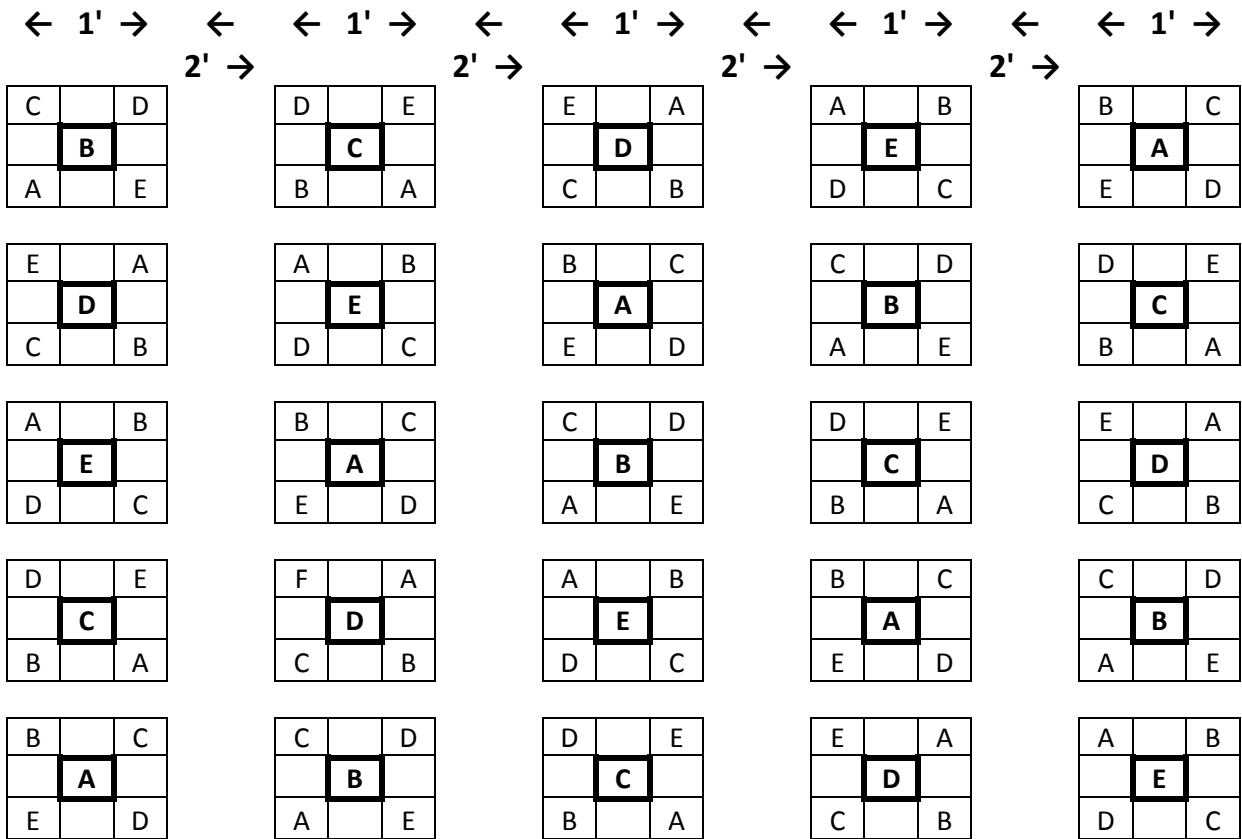 ← 1' → ← ← 1' → ← ← 1' → ← ← 1' → ← ← 1' →
2' → 2' → 2' → 2' →
C D D E E A A B B C
B C D E A
A E B A C B D C E D
E A A B B C C D D E
D E A B C
C B D C E D A E B A
A B B C C D D E E A
E A B C D
D C E D A E B A C B
D E F A A B B C C D
C D E A B
B A C B D C E D A E
B C C D D E E A A B
A B C D E
E D A E B A C B D C